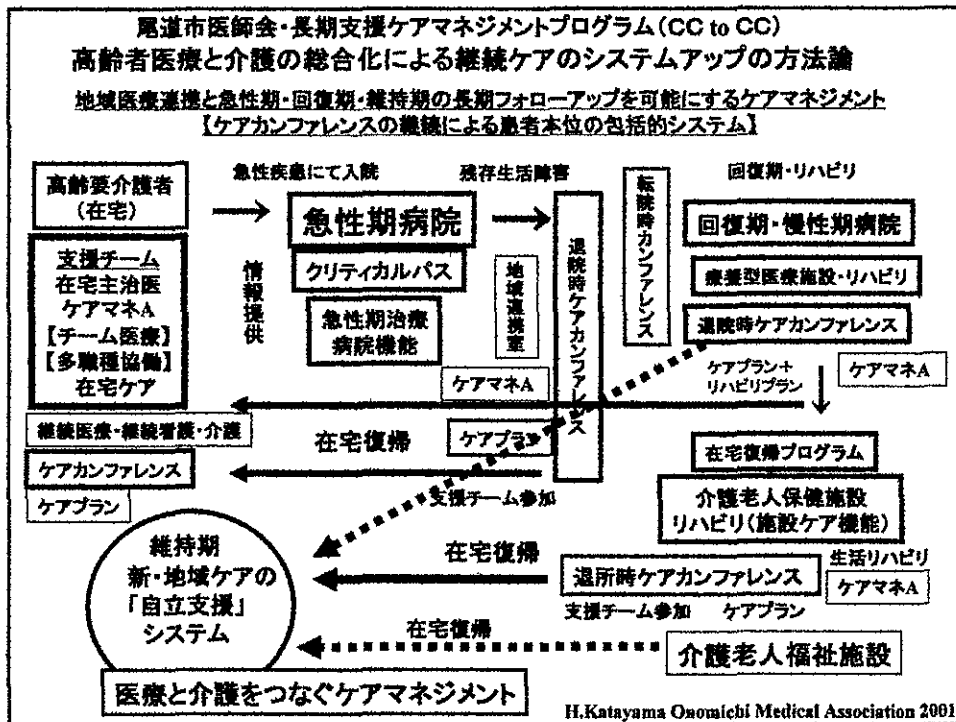 尾道市医師会・長期支援ケアマネジメントプログラム(CC to CC)
高齢者医療と介護の総合化による継続ケアのシステムアップの方法論
地域医療連携と急性期・回復期・維持期の長期フォローアップを可能にするケアマネジメント
【ケアカンファレンスの継続による患者本位の包括的システム】
高齢要介護者
(在宅)
支援チーム
在宅主治医
ケアマネA
【チーム医療】
【多職種協働】
在宅ケア
継続医療・継続看護・介護
ケアカンファレンス
ケアプラン
急性疾患にて入院
情報提供
急性期病院
クリティカルパス
急性期治療
病院機能
残存生活障害
地域連携室
ケアマネA
ケアプラン
退院時ケアカンファレンス
転院時カンファレンス
回復期・リハビリ
回復期・慢性期病院
療養型医療施設・リハビリ
退院時ケアカンファレンス
ケアプラン+
リハビリプラン
ケアマネA
在宅復帰
支援チーム参加
在宅復帰プログラム
介護老人保健施設
リハビリ(施設ケア機能)
生活リハビリ
退所時ケアカンファレンス
ケアマネA
支援チーム参加
ケアプラン
在宅復帰
在宅復帰
介護老人福祉施設
維持期
新・地域ケアの
「自立支援」
システム
医療と介護をつなぐケアマネジメント
H.Katayama Onomichi Medical Association 2001